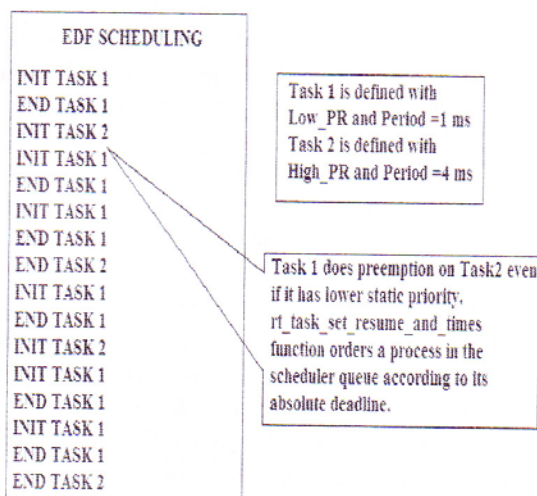 EDF SCHEDULING
INIT TASK 1
END TASK 1
INIT TASK 2
INIT TASK 1
END TASK 1
INIT TASK 1
END TASK 1
END TASK 2
INIT TASK 1
END TASK 1
INIT TASK 2
INIT TASK 1
END TASK 1
INIT TASK 1
END TASK 1
END TASK 2
Task 1 is defined with
Low_PR and Period =1 ms
Task 2 is defined with
High_PR and Period =4 ms
Task 1 does preemption on Task2 even
if it has lower static priority.
rt_task_set_resume_and_times
function orders a process in the
scheduler queue according to its
absolute deadline.